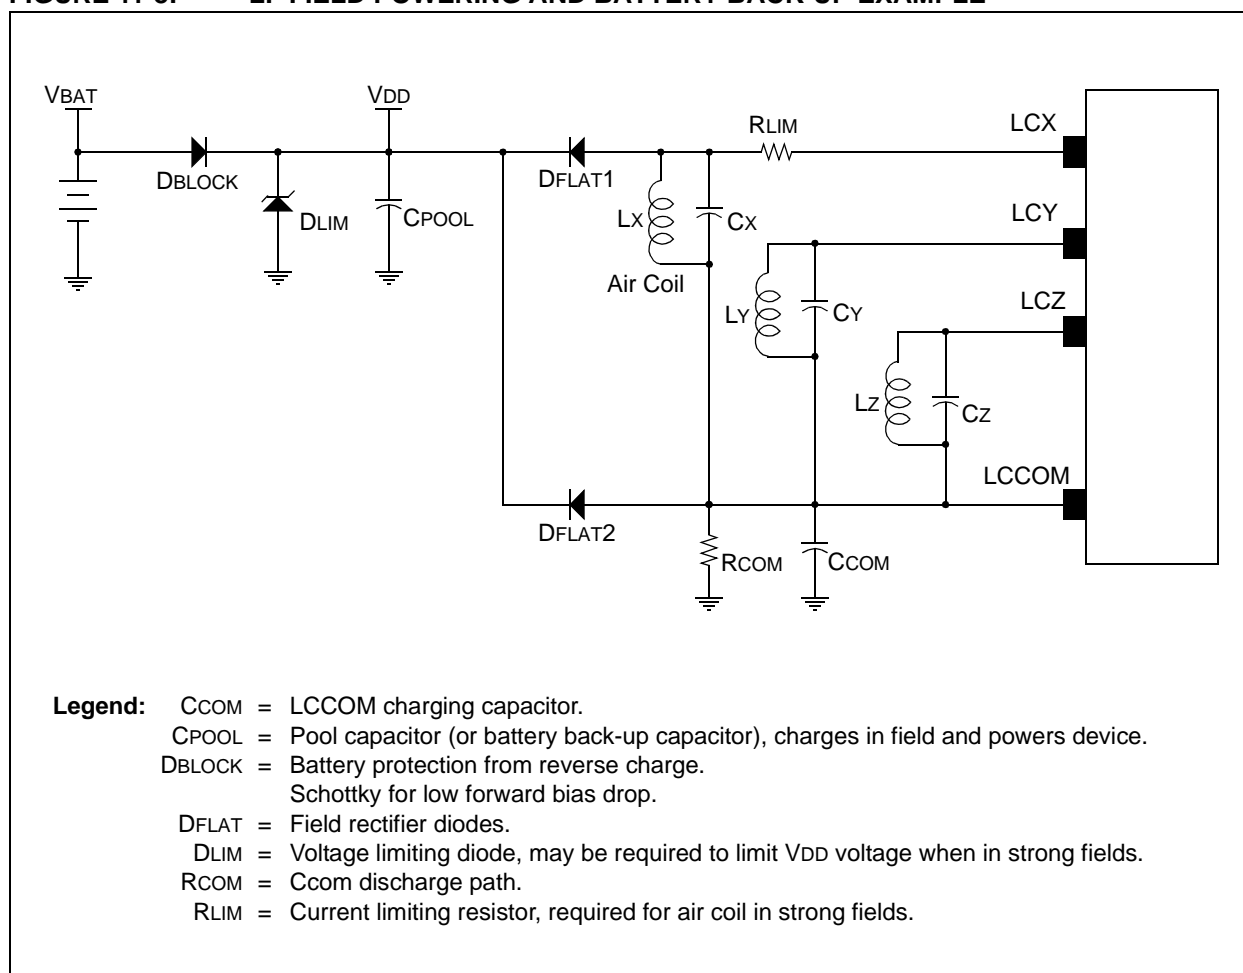 VBAT
VDD
DBLOCK
DLIM
CPOOL
DFLAT1
RLIM
LCX
LX
CX
Air Coil
LCY
LY
CY
LCZ
LZ
CZ
LCCOM
DFLAT2
RCOM
CCOM
Legend: CCOM = LCCOM charging capacitor.
CPOOL = Pool capacitor (or battery back-up capacitor), charges in field and powers device.
DBLOCK = Battery protection from reverse charge.
Schottky for low forward bias drop.
DFLAT = Field rectifier diodes.
DLIM = Voltage limiting diode, may be required to limit VDD voltage when in strong fields.
RCOM = Ccom discharge path.
RLIM = Current limiting resistor, required for air coil in strong fields.